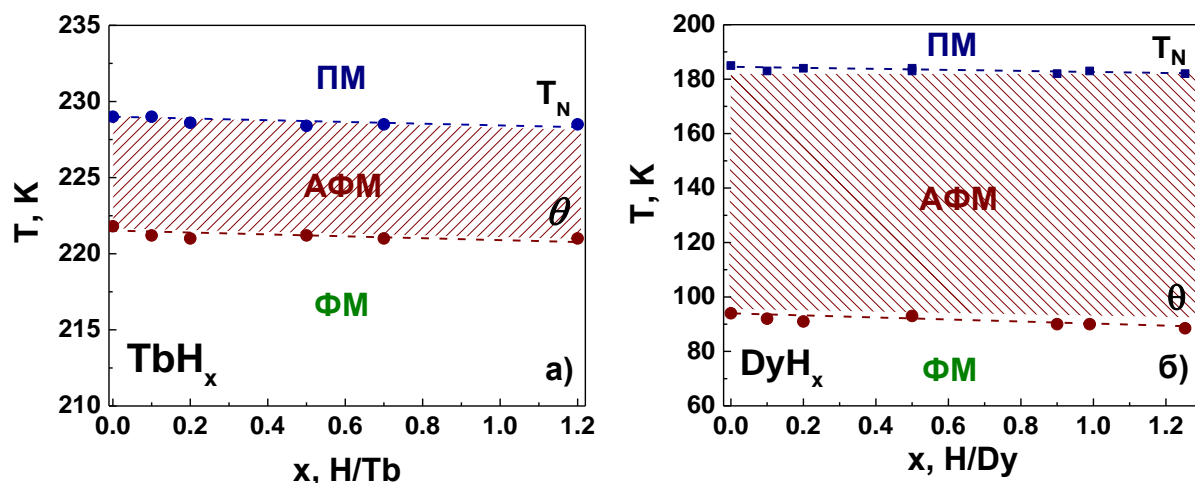 235
230
225
220
215
210
T, K
ПМ
T_N
АФМ
θ
ФМ
TbH_x
а)
0.0 0.2 0.4 0.6 0.8 1.0 1.2
x, H/Tb
200
180
160
140
120
100
80
60
T, K
ПМ
T_N
АФМ
θ
ФМ
DyH_x
б)
0.0 0.2 0.4 0.6 0.8 1.0 1.2
x, H/Dy